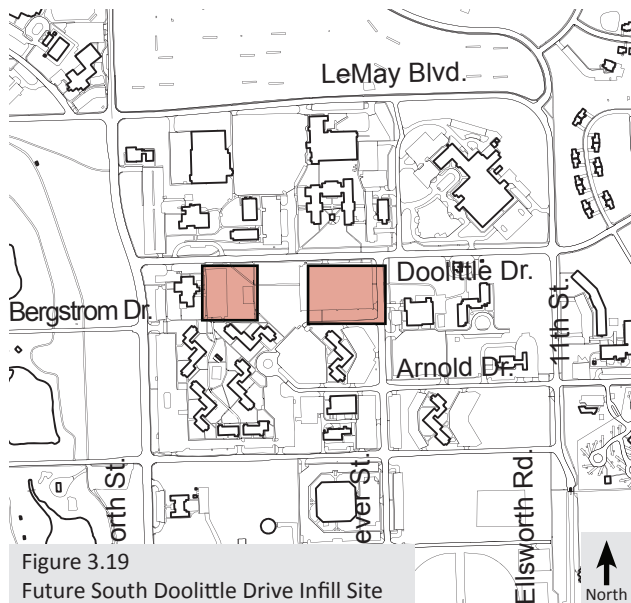 LeMay Blvd.
Doolittle Dr.
Bergstrom Dr.
11th St.
Arnold Dr.
orth St.
ever St.
Ellsworth Rd.
Figure 3.19
Future South Doolittle Drive Infill Site
North